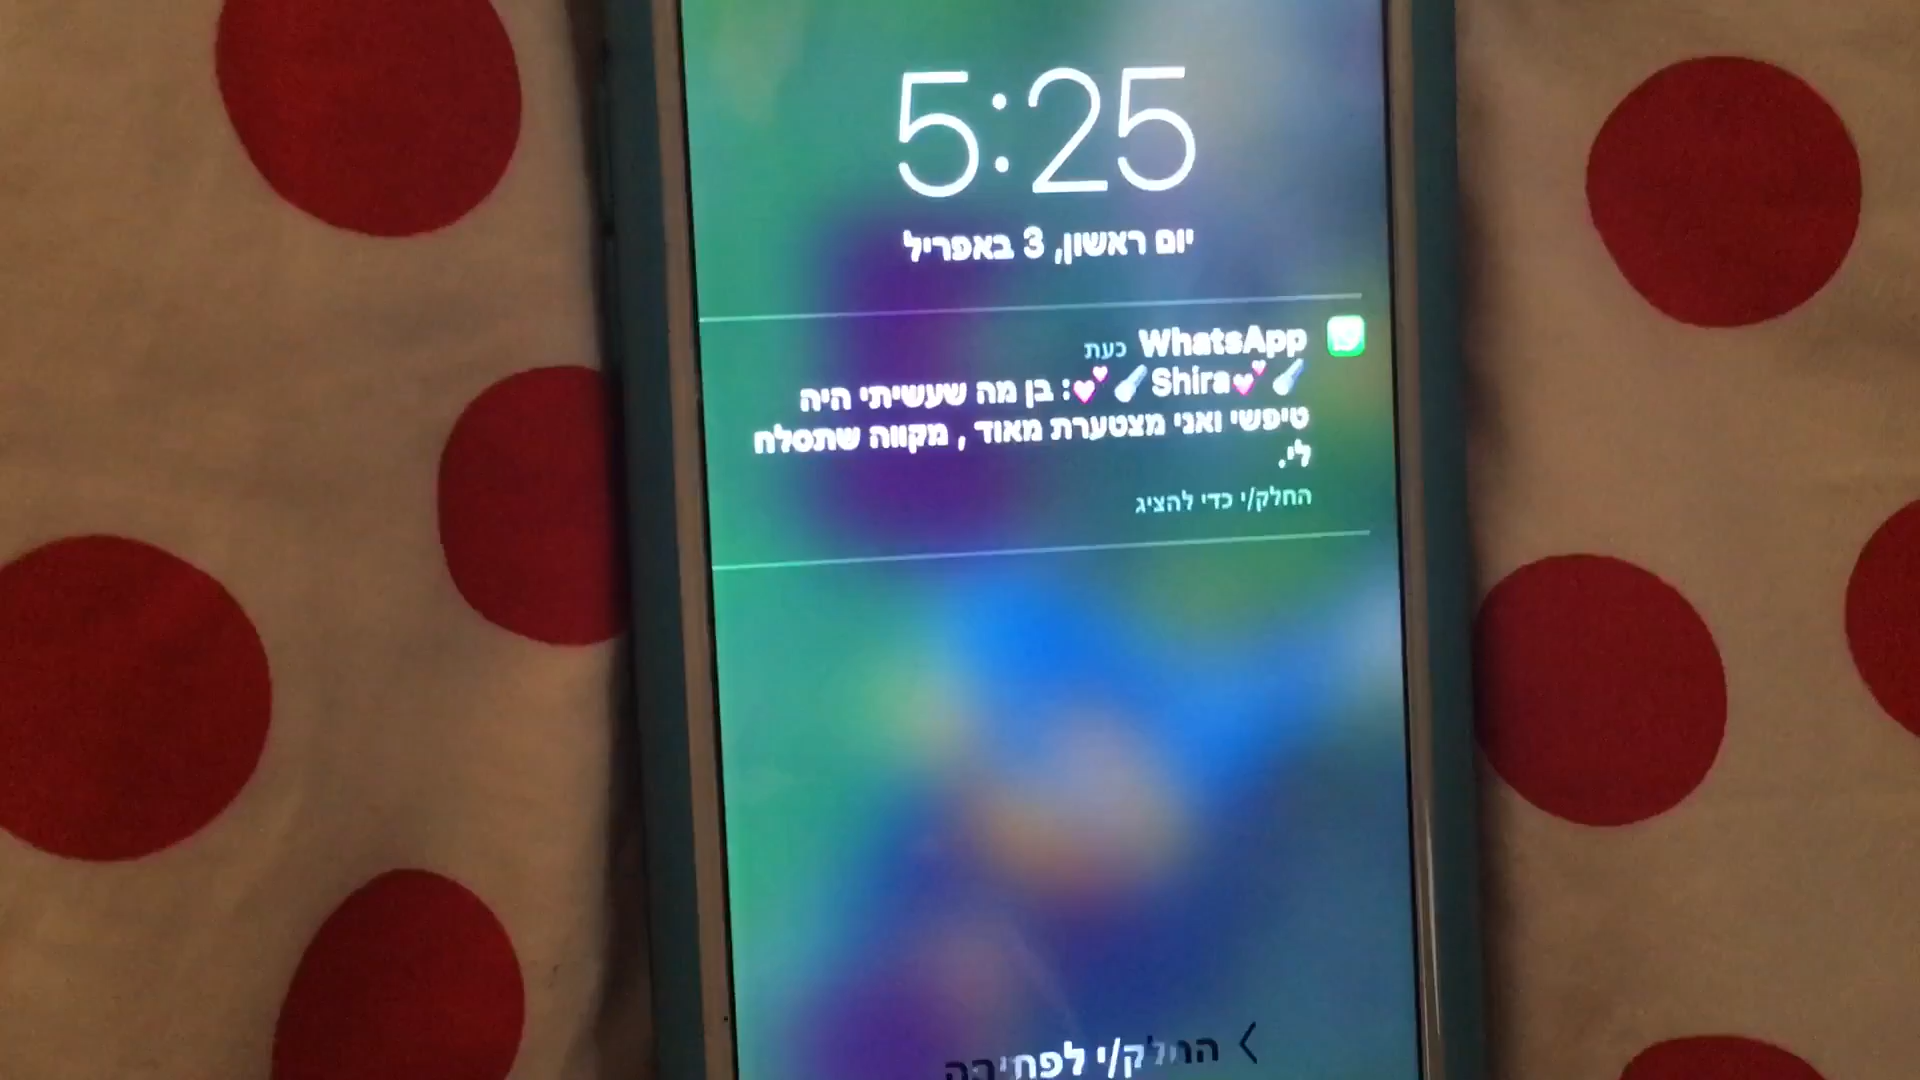 5:25
יום ראשון, 3 באפריל
WhatsApp כעת
🎤💕Shira🎤💕: בן מה שעשיתי היה
טיפשי ואני מצטערת מאוד , מקווה שתסלח
לי.
החלק/י כדי להציג
החלק/י לפתיחה